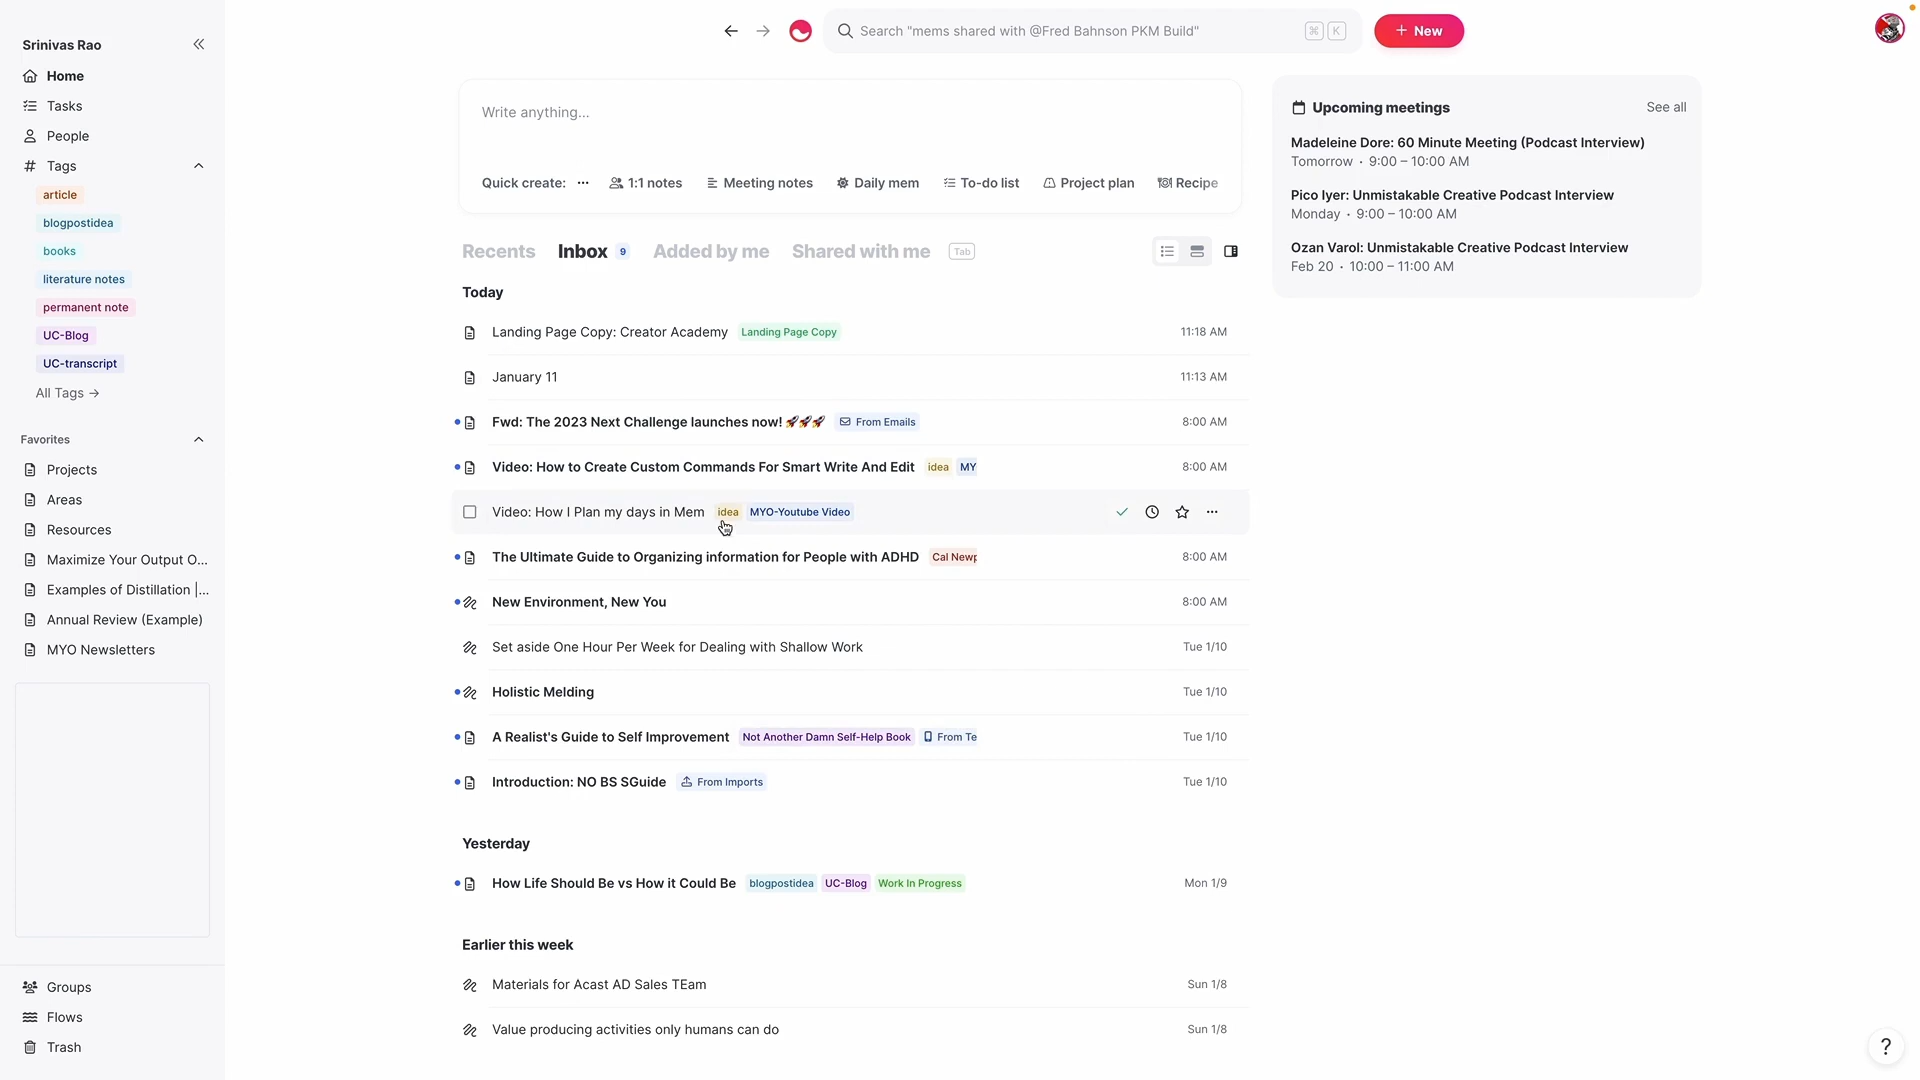 Srinivas Rao
Home
Tasks
People
Tags
article
blogpostidea
books
literature notes
permanent note
UC-Blog
UC-transcript
All Tags →
Favorites
Projects
Areas
Resources
Maximize Your Output O...
Examples of Distillation |...
Annual Review (Example)
MYO Newsletters
Groups
Flows
Trash
Search "mems shared with @Fred Bahnson PKM Build"
⌘ K
+ New
Write anything...
Quick create: ··· 1:1 notes Meeting notes Daily mem To-do list Project plan Recipe
Recents Inbox 9 Added by me Shared with me Tab
Today
Landing Page Copy: Creator Academy Landing Page Copy 11:18 AM
January 11 11:13 AM
Fwd: The 2023 Next Challenge launches now! 🚀🚀🚀 From Emails 8:00 AM
Video: How to Create Custom Commands For Smart Write And Edit idea MY 8:00 AM
Video: How I Plan my days in Mem idea MYO-Youtube Video
The Ultimate Guide to Organizing information for People with ADHD Cal Newp 8:00 AM
New Environment, New You 8:00 AM
Set aside One Hour Per Week for Dealing with Shallow Work Tue 1/10
Holistic Melding Tue 1/10
A Realist's Guide to Self Improvement Not Another Damn Self-Help Book From Te Tue 1/10
Introduction: NO BS SGuide From Imports Tue 1/10
Yesterday
How Life Should Be vs How it Could Be blogpostidea UC-Blog Work In Progress Mon 1/9
Earlier this week
Materials for Acast AD Sales TEam Sun 1/8
Value producing activities only humans can do Sun 1/8
Upcoming meetings See all
Madeleine Dore: 60 Minute Meeting (Podcast Interview)
Tomorrow · 9:00 – 10:00 AM
Pico Iyer: Unmistakable Creative Podcast Interview
Monday · 9:00 – 10:00 AM
Ozan Varol: Unmistakable Creative Podcast Interview
Feb 20 · 10:00 – 11:00 AM
?